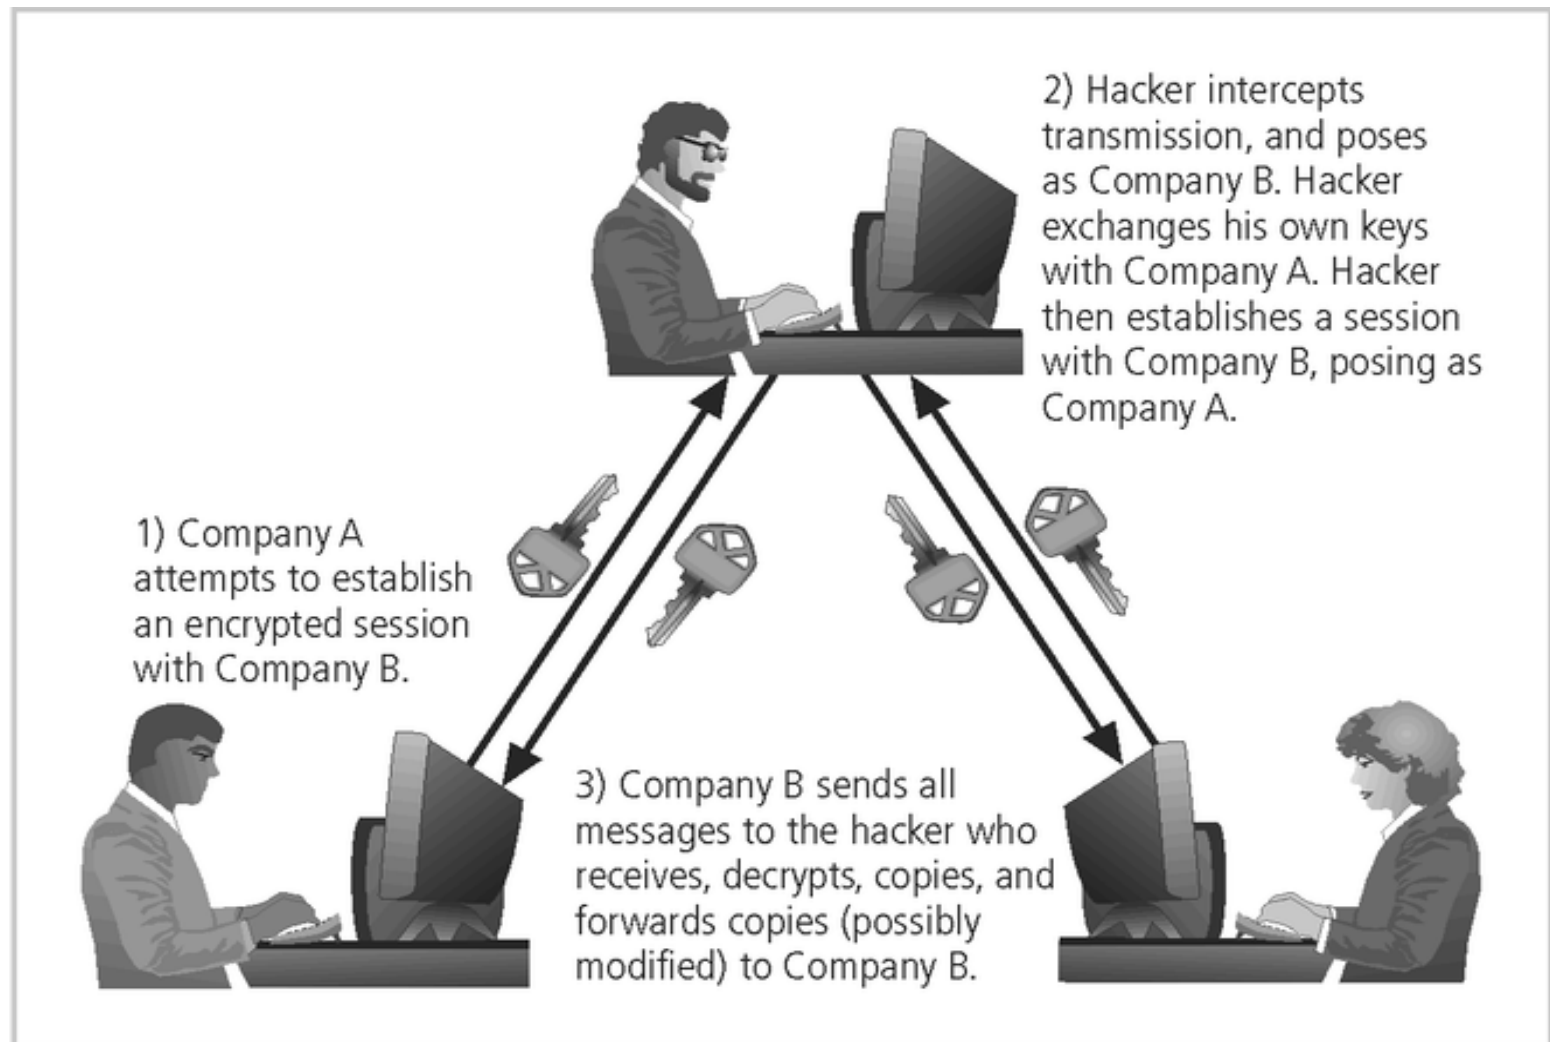 1) Company A
attempts to establish
an encrypted session
with Company B.
2) Hacker intercepts
transmission, and poses
as Company B. Hacker
exchanges his own keys
with Company A. Hacker
then establishes a session
with Company B, posing as
Company A.
3) Company B sends all
messages to the hacker who
receives, decrypts, copies, and
forwards copies (possibly
modified) to Company B.